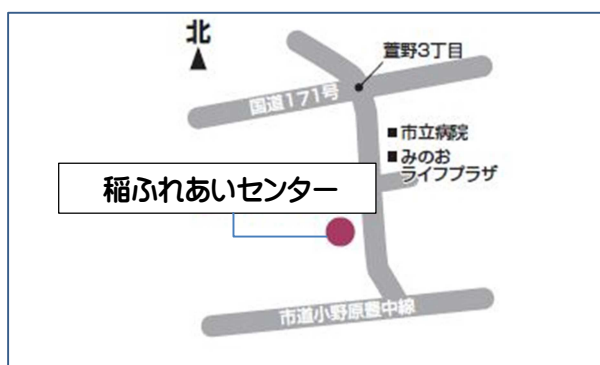 北
萱野3丁目
国道171号
■市立病院
■みのお
ライフプラザ
稲ふれあいセンター
市道小野原豊中線